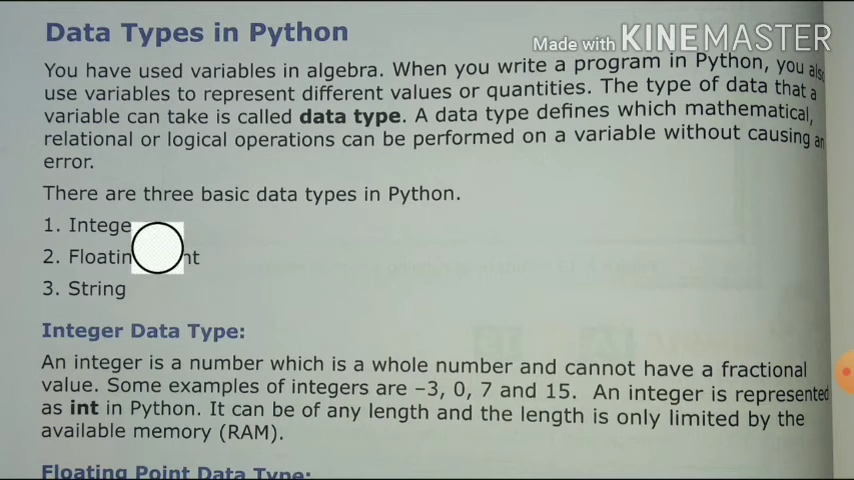 Data Types in Python
Made with KINEMASTER
You have used variables in algebra. When you write a program in Python, you also
use variables to represent different values or quantities. The type of data that a
variable can take is called data type. A data type defines which mathematical,
relational or logical operations can be performed on a variable without causing an
error.
There are three basic data types in Python.
1. Intege
2. Floatin nt
3. String
Integer Data Type:
An integer is a number which is a whole number and cannot have a fractional
value. Some examples of integers are –3, 0, 7 and 15. An integer is represented
as int in Python. It can be of any length and the length is only limited by the
available memory (RAM).
Floating Point Data Type: